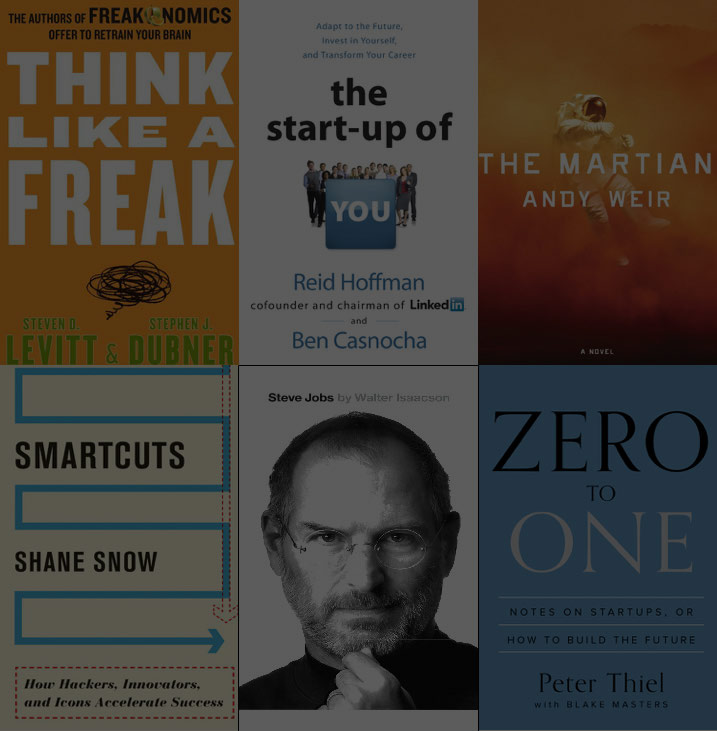 THE AUTHORS OF FREAKONOMICS
OFFER TO RETRAIN YOUR BRAIN
THINK
LIKE A
FREAK
STEVEN D.
LEVITT &
STEPHEN J.
DUBNER
Adapt to the Future,
Invest in Yourself,
and Transform Your Career
the
start-up of
YOU
Reid Hoffman
cofounder and chairman of Linkedin
and
Ben Casnocha
THE MARTIAN
ANDY WEIR
A NOVEL
SMARTCUTS
SHANE SNOW
How Hackers, Innovators,
and Icons Accelerate Success
Steve Jobs by Walter Isaacson
ZERO
TO
ONE
NOTES ON STARTUPS, OR
HOW TO BUILD THE FUTURE
Peter Thiel
with BLAKE MASTERS